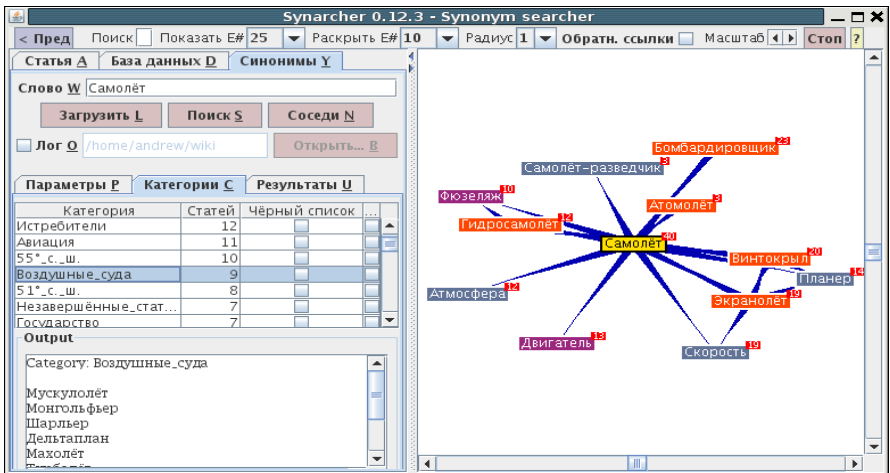 Synarcher 0.12.3 - Synonym searcher
< Пред Поиск Показать E# 25 Раскрыть E# 10 Радиус 1 Обратн. ссылки Масштаб Стоп ?
Статья A База данных D Синонимы Y
Слово W Самолёт
Загрузить L Поиск S Соседи N
Лог O /home/andrew/wiki Открыть... B
Параметры P Категории C Результаты U
Категория Статей Чёрный список ...
Истребители 12
Авиация 11
55°_с._ш. 10
Воздушные_суда 9
51°_с._ш. 8
Незавершённые_стат... 7
Государство 7
Output
Category: Воздушные_суда
Мускулолёт
Монгольфьер
Шарльер
Дельтаплан
Махолёт
Бомбардировщик 23
Самолёт-разведчик 3
Фюзеляж 10
Атомолёт 3
Гидросамолёт 12
Самолёт 40
Винтокрыл 20
Планер 14
Атмосфера 12
Экранолёт 19
Двигатель 13
Скорость 19